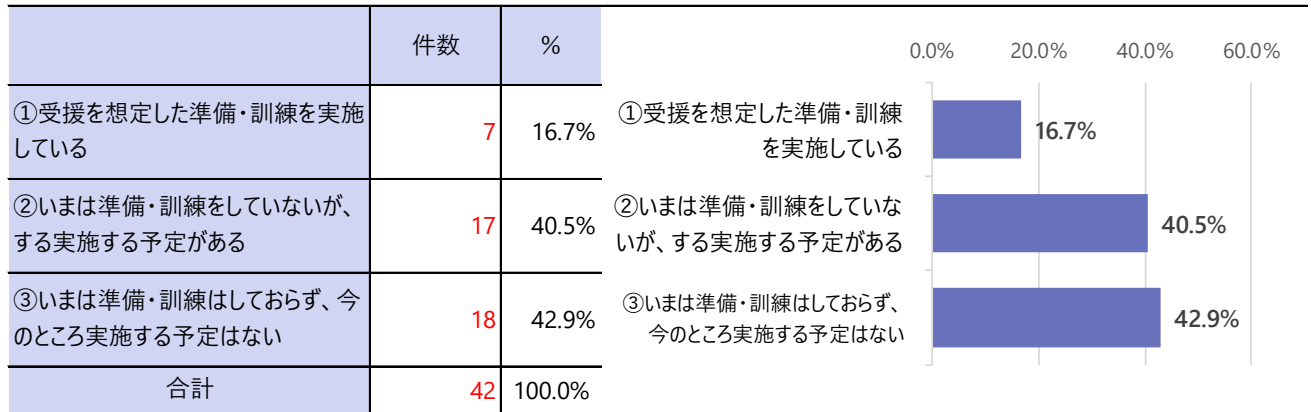 件数 %
①受援を想定した準備・訓練を実施
している
7 16.7%
②いまは準備・訓練をしていないが、
する実施する予定がある
17 40.5%
③いまは準備・訓練はしておらず、今
のところ実施する予定はない
18 42.9%
合計 42 100.0%
0.0% 20.0% 40.0% 60.0%
①受援を想定した準備・訓練
を実施している
16.7%
②いまは準備・訓練をしていな
いが、する実施する予定がある
40.5%
③いまは準備・訓練はしておらず、
今のところ実施する予定はない
42.9%